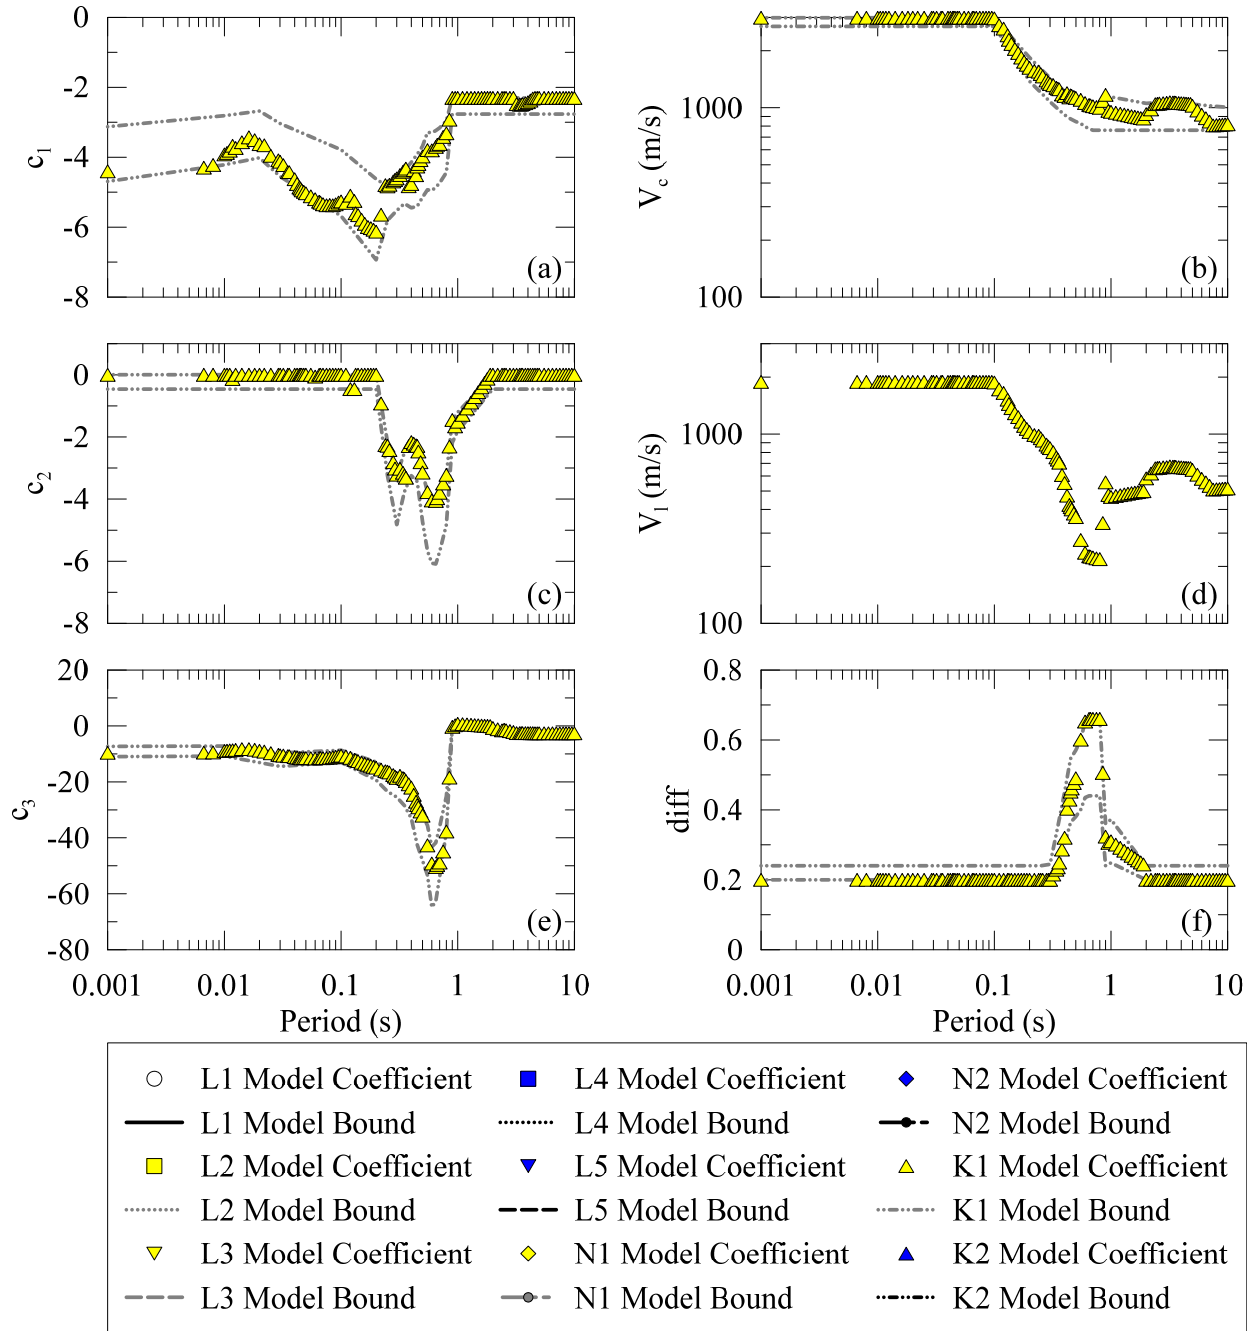 0
-2
-4
-6
-8
c1
(a)
1000
100
Vc (m/s)
(b)
0
-2
-4
-6
-8
c2
(c)
1000
100
Vl (m/s)
(d)
20
0
-20
-40
-60
-80
c3
(e)
0.001 0.01 0.1 1 10
Period (s)
0.8
0.6
0.4
0.2
0
diff
(f)
0.001 0.01 0.1 1 10
Period (s)
L1 Model Coefficient
L1 Model Bound
L2 Model Coefficient
L2 Model Bound
L3 Model Coefficient
L3 Model Bound
L4 Model Coefficient
L4 Model Bound
L5 Model Coefficient
L5 Model Bound
N1 Model Coefficient
N1 Model Bound
N2 Model Coefficient
N2 Model Bound
K1 Model Coefficient
K1 Model Bound
K2 Model Coefficient
K2 Model Bound